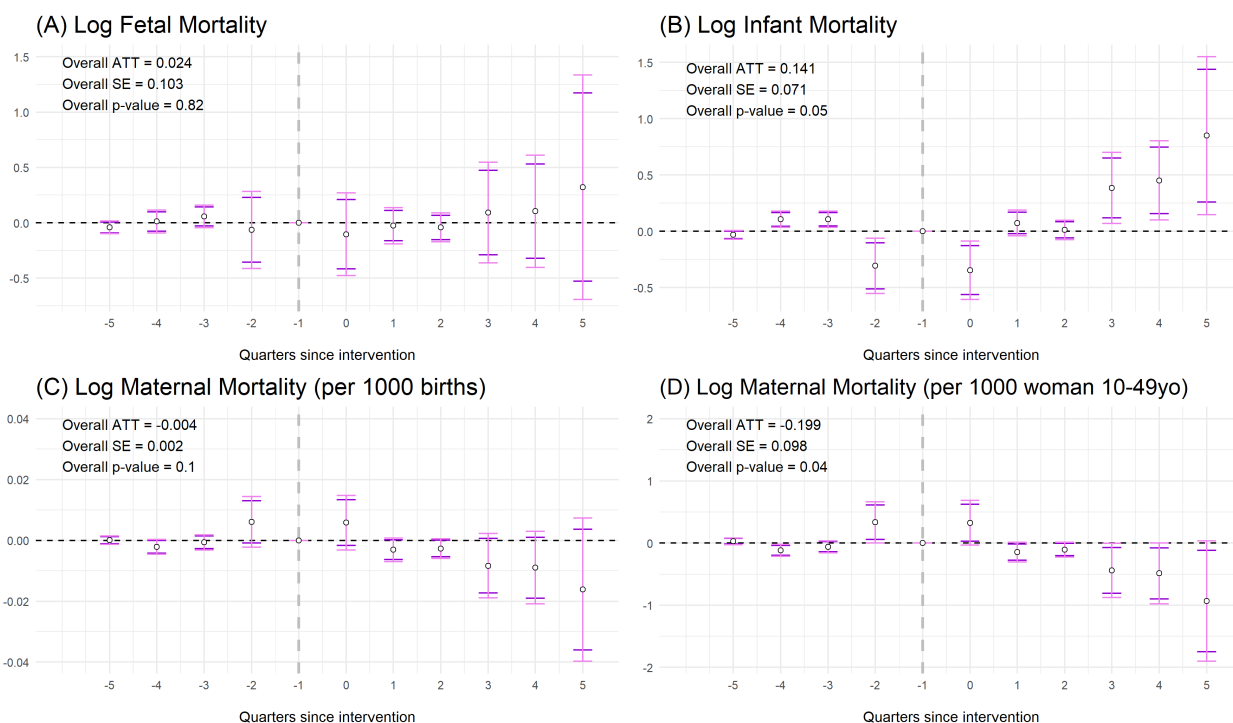 (A) Log Fetal Mortality
Overall ATT = 0.024
Overall SE = 0.103
Overall p-value = 0.82
1.5
1.0
0.5
0.0
-0.5
-5 -4 -3 -2 -1 0 1 2 3 4 5
Quarters since intervention
(B) Log Infant Mortality
Overall ATT = 0.141
Overall SE = 0.071
Overall p-value = 0.05
1.5
1.0
0.5
0.0
-0.5
-5 -4 -3 -2 -1 0 1 2 3 4 5
Quarters since intervention
(C) Log Maternal Mortality (per 1000 births)
Overall ATT = -0.004
Overall SE = 0.002
Overall p-value = 0.1
0.04
0.02
0.00
-0.02
-0.04
-5 -4 -3 -2 -1 0 1 2 3 4 5
Quarters since intervention
(D) Log Maternal Mortality (per 1000 woman 10-49yo)
Overall ATT = -0.199
Overall SE = 0.098
Overall p-value = 0.04
2
1
0
-1
-2
-5 -4 -3 -2 -1 0 1 2 3 4 5
Quarters since intervention